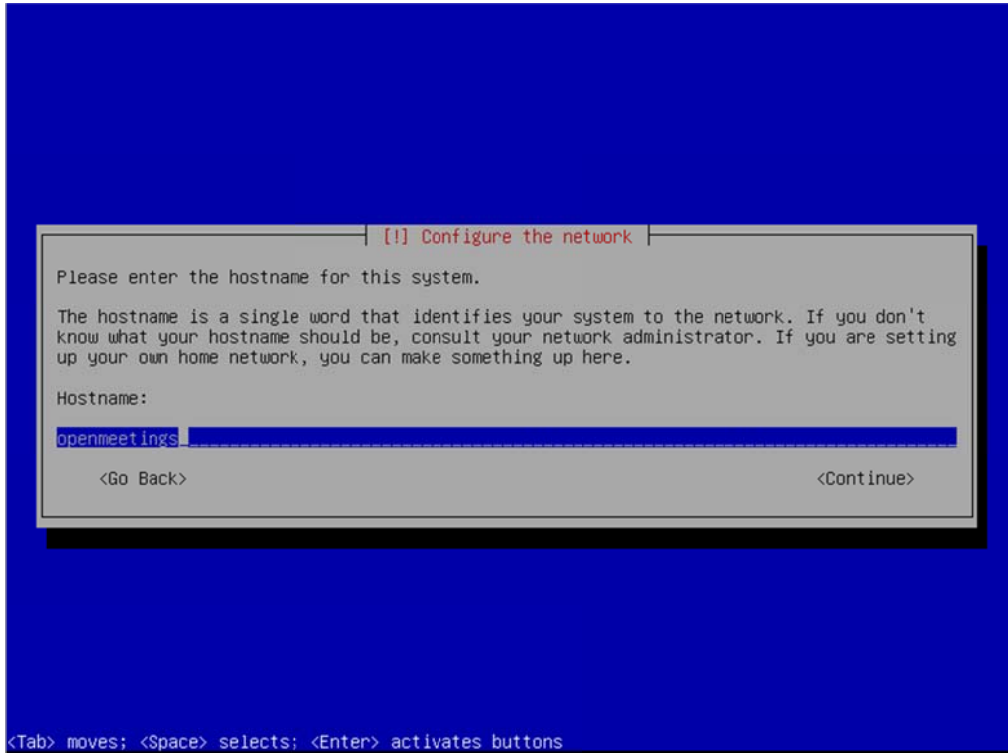 [!] Configure the network
Please enter the hostname for this system.
The hostname is a single word that identifies your system to the network. If you don't
know what your hostname should be, consult your network administrator. If you are setting
up your own home network, you can make something up here.
Hostname:
openmeetings
<Go Back> <Continue>
<Tab> moves; <Space> selects; <Enter> activates buttons